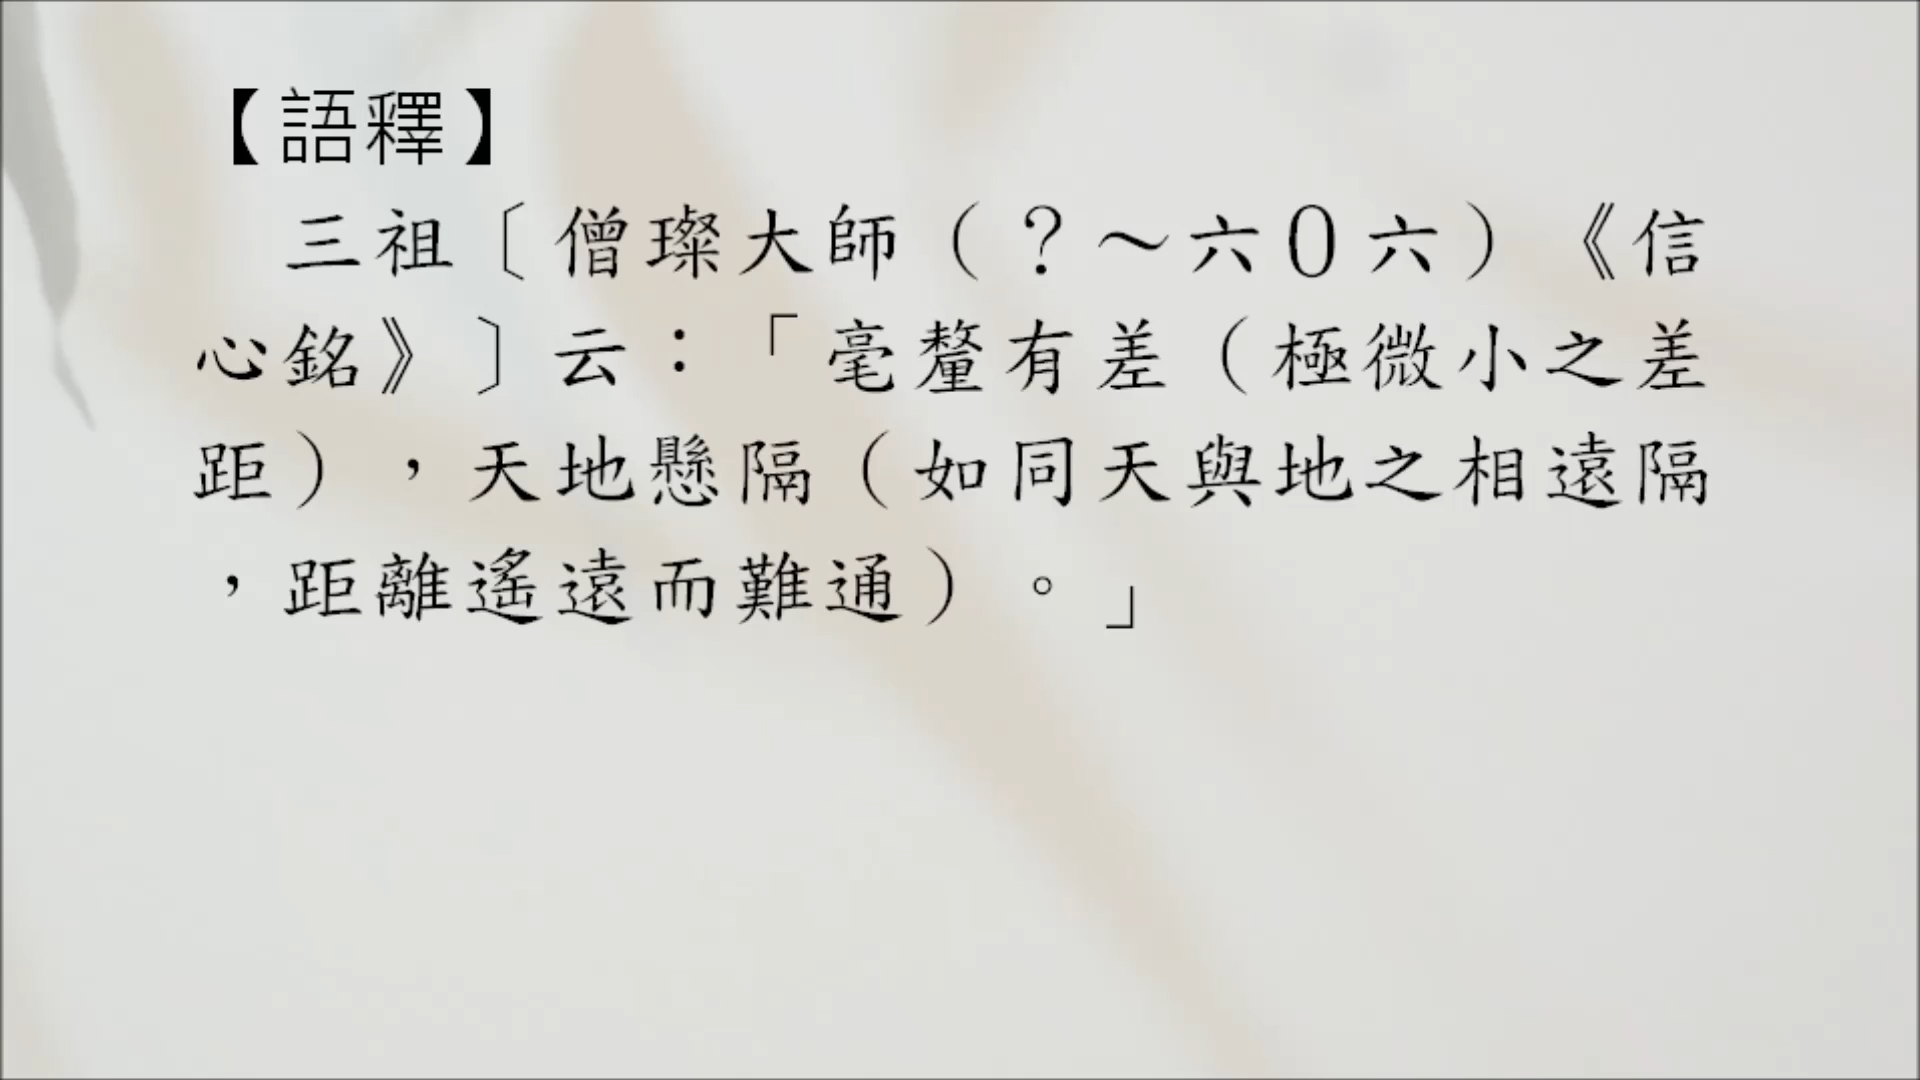 【語釋】
三祖〔僧璨大師（？～六０六）《信
心銘》〕云：「毫釐有差（極微小之差
距），天地懸隔（如同天與地之相遠隔
，距離遙遠而難通）。」